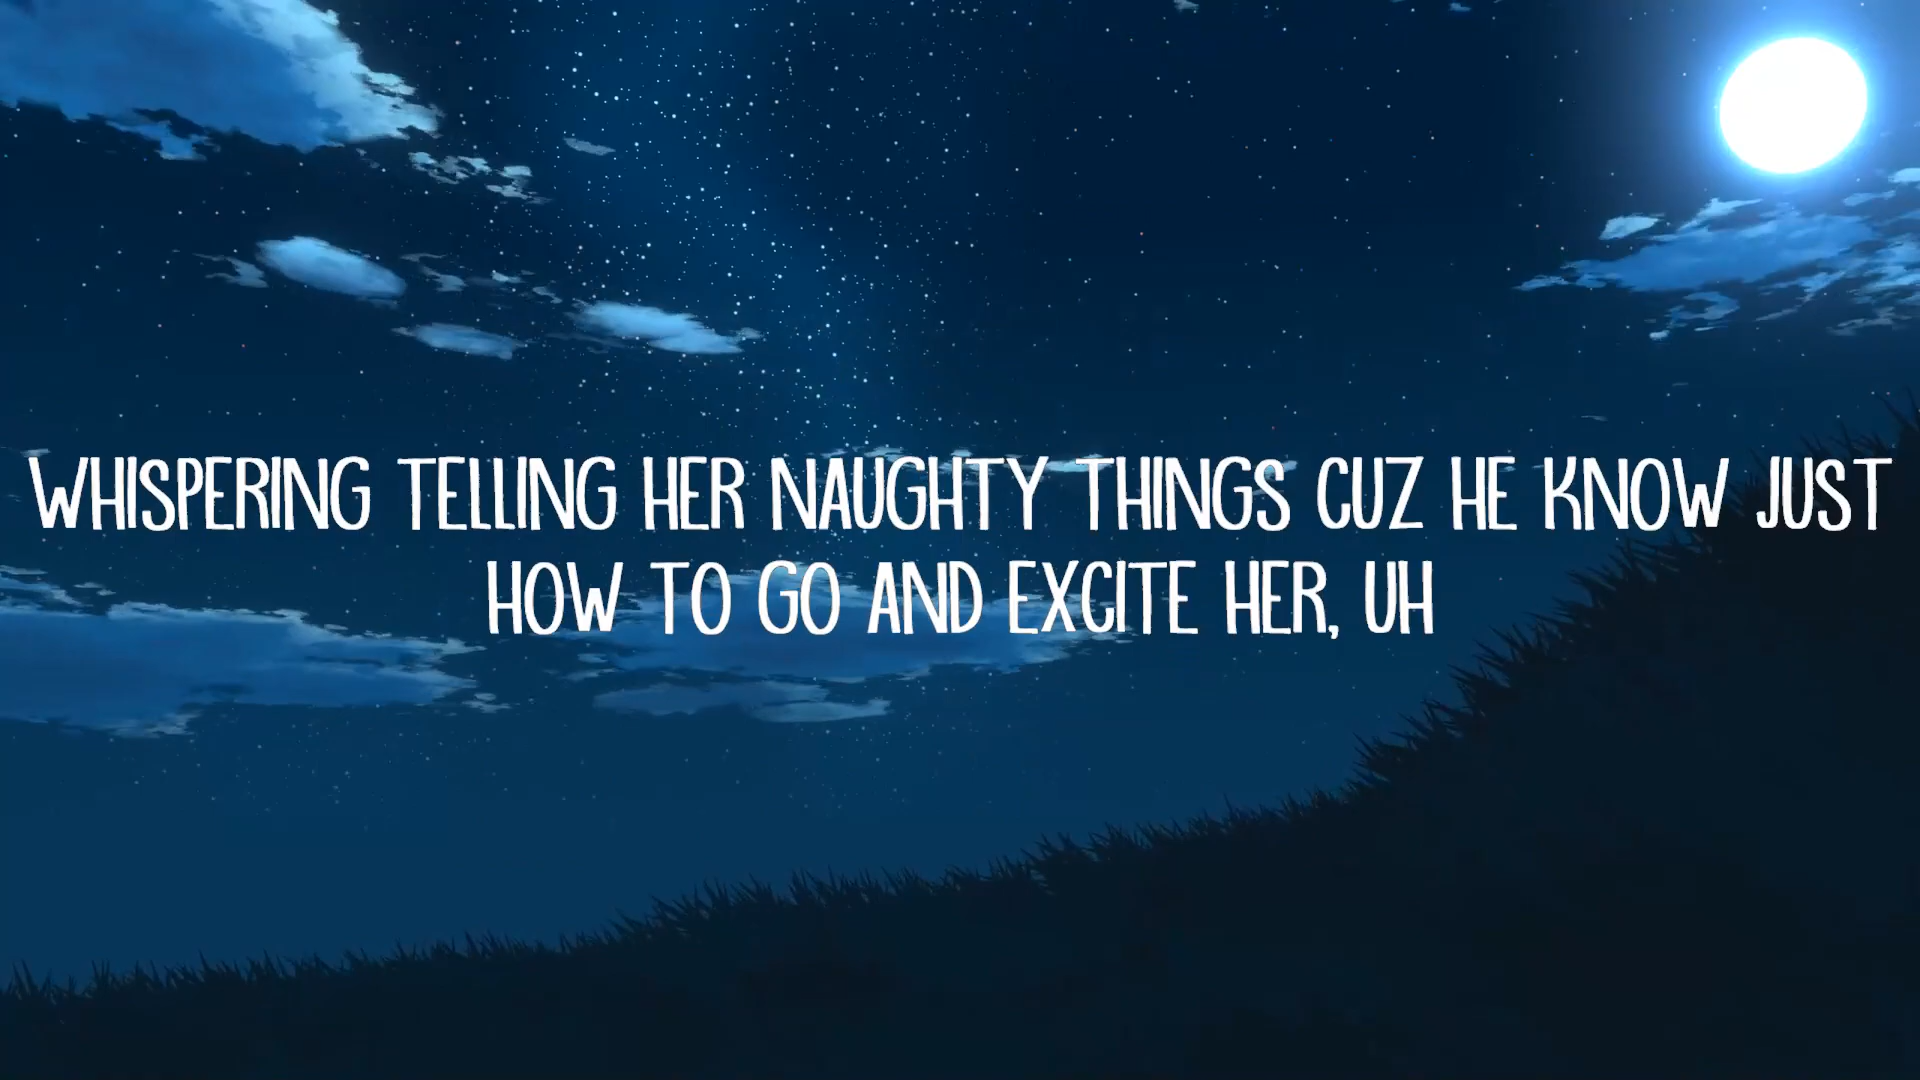 WHISPERING TELLING HER NAUGHTY THINGS CUZ HE KNOW JUST
HOW TO GO AND EXCITE HER, UH